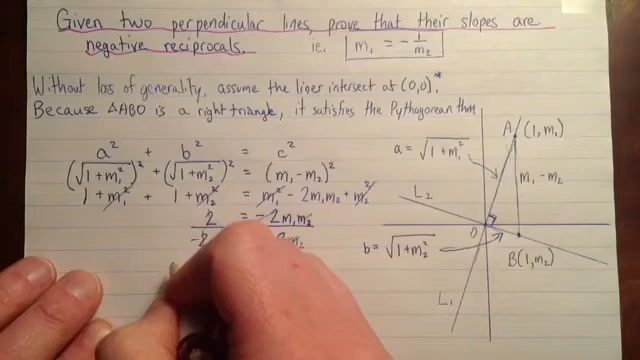 Given two perpendicular lines, prove that their slopes are
negative reciprocals. ie. m₁ = -1/m₂
Without loss of generality, assume the lines intersect at (0,0).*
Because △ABO is a right triangle, it satisfies the Pythagorean thm
a² + b² = c²
(√1+m₁²)² + (√1+m₂²)² = (m₁-m₂)²
1+m₁² + 1+m₂² = m₁² - 2m₁m₂ + m₂²
2 = -2m₁m₂
-2
A (1,m₁)
a = √1+m₁²
m₁-m₂
L₂
O
b = √1+m₂²
B(1,m₂)
L₁